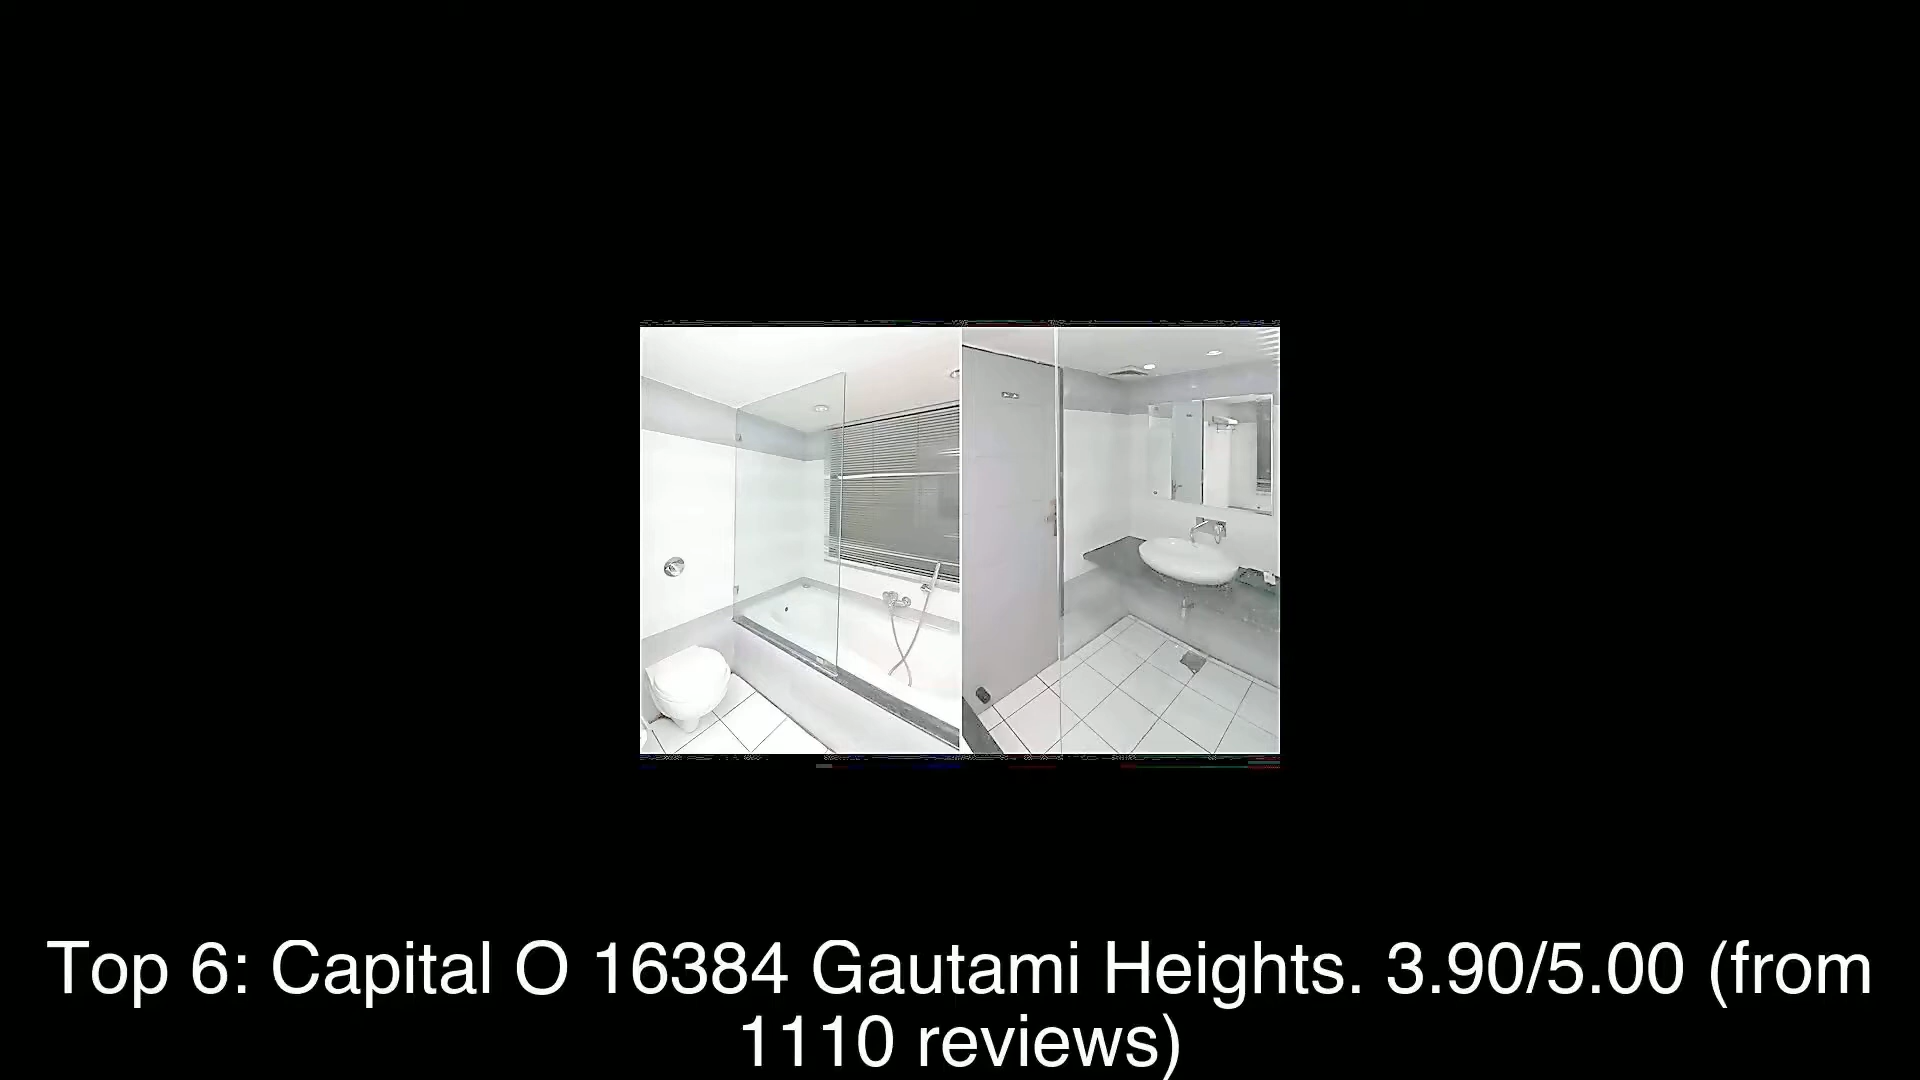 Top 6: Capital O 16384 Gautami Heights. 3.90/5.00 (from
1110 reviews)